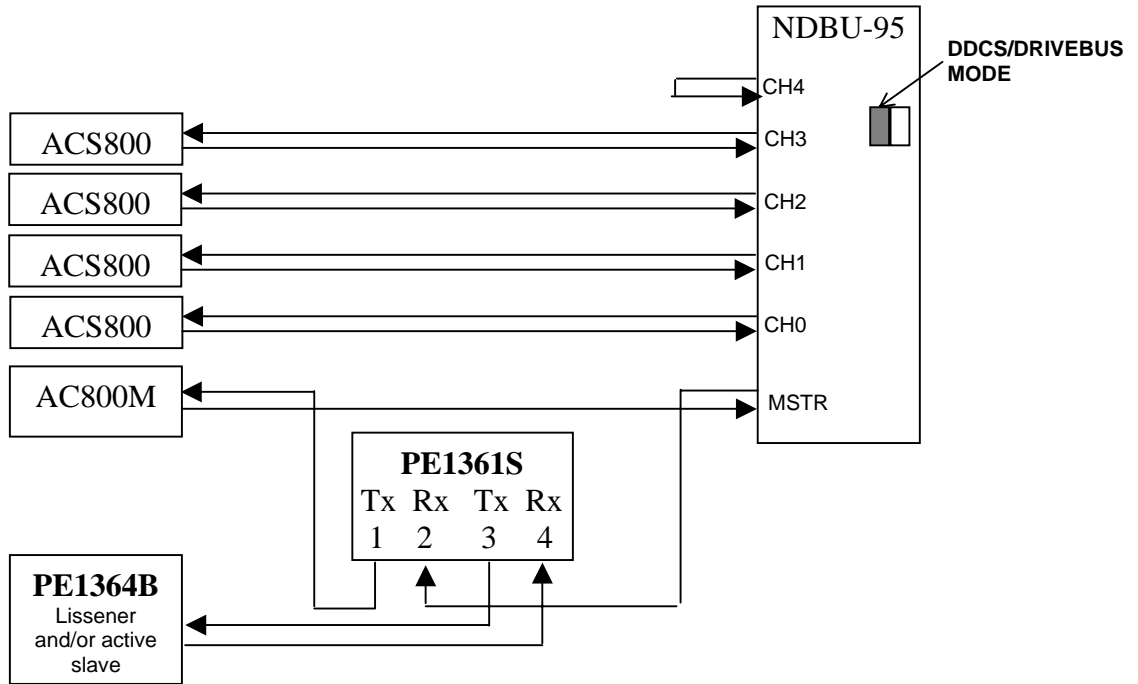 NDBU-95
DDCS/DRIVEBUS
MODE
CH4
ACS800
CH3
ACS800
CH2
ACS800
CH1
ACS800
CH0
AC800M
MSTR
PE1361S
Tx Rx Tx Rx
1 2 3 4
PE1364B
Lissener
and/or active
slave